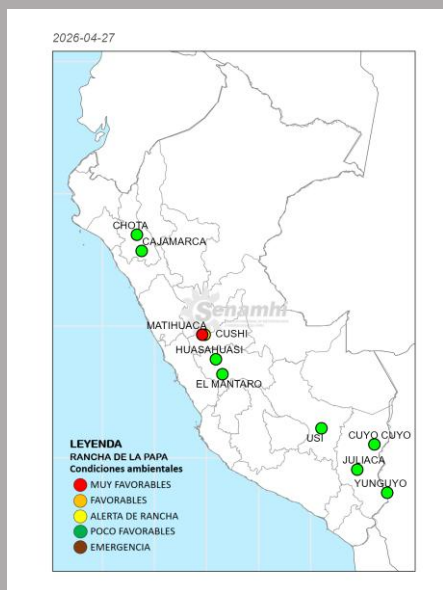 2026-04-27
CHOTA
CAJAMARCA
Senamhi
MATIHUACA
CUSHI
HUASAHUASI
EL MANTARO
USI
CUYO CUYO
JULIACA
YUNGUYO
LEYENDA
RANCHA DE LA PAPA
Condiciones ambientales
MUY FAVORABLES
FAVORABLES
ALERTA DE RANCHA
POCO FAVORABLES
EMERGENCIA